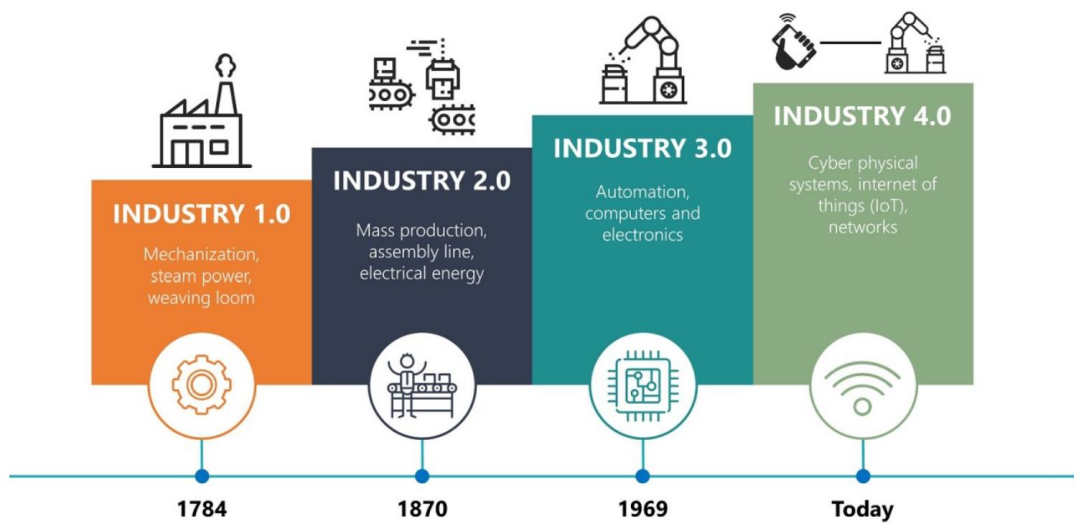 INDUSTRY 1.0
Mechanization,
steam power,
weaving loom
INDUSTRY 2.0
Mass production,
assembly line,
electrical energy
INDUSTRY 3.0
Automation,
computers and
electronics
INDUSTRY 4.0
Cyber physical
systems, internet of
things (IoT),
networks
1784
1870
1969
Today